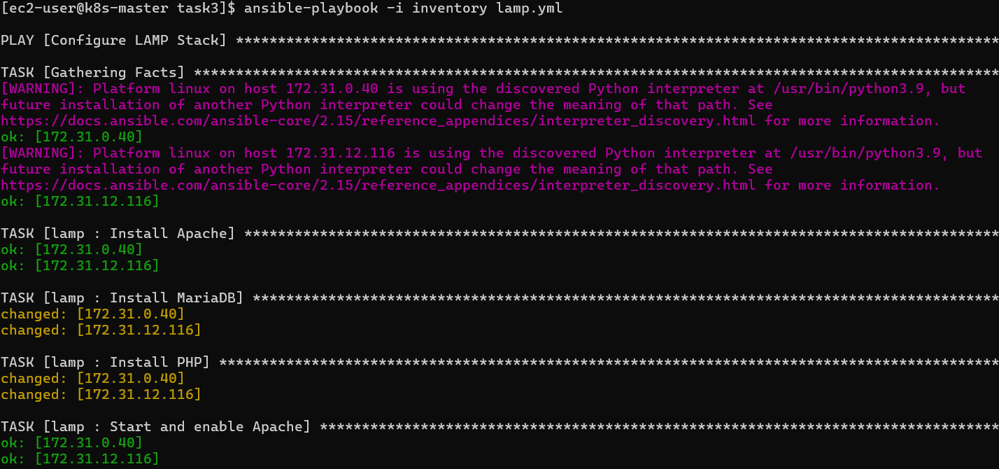 [ec2-user@k8s-master task3]$ ansible-playbook -i inventory lamp.yml
PLAY [Configure LAMP Stack] *******************************************************************************************
TASK [Gathering Facts] ************************************************************************************************
[WARNING]: Platform linux on host 172.31.0.40 is using the discovered Python interpreter at /usr/bin/python3.9, but
future installation of another Python interpreter could change the meaning of that path. See
https://docs.ansible.com/ansible-core/2.15/reference_appendices/interpreter_discovery.html for more information.
ok: [172.31.0.40]
[WARNING]: Platform linux on host 172.31.12.116 is using the discovered Python interpreter at /usr/bin/python3.9, but
future installation of another Python interpreter could change the meaning of that path. See
https://docs.ansible.com/ansible-core/2.15/reference_appendices/interpreter_discovery.html for more information.
ok: [172.31.12.116]
TASK [lamp : Install Apache] ******************************************************************************************
ok: [172.31.0.40]
ok: [172.31.12.116]
TASK [lamp : Install MariaDB] *****************************************************************************************
changed: [172.31.0.40]
changed: [172.31.12.116]
TASK [lamp : Install PHP] *********************************************************************************************
changed: [172.31.0.40]
changed: [172.31.12.116]
TASK [lamp : Start and enable Apache] *********************************************************************************
ok: [172.31.0.40]
ok: [172.31.12.116]